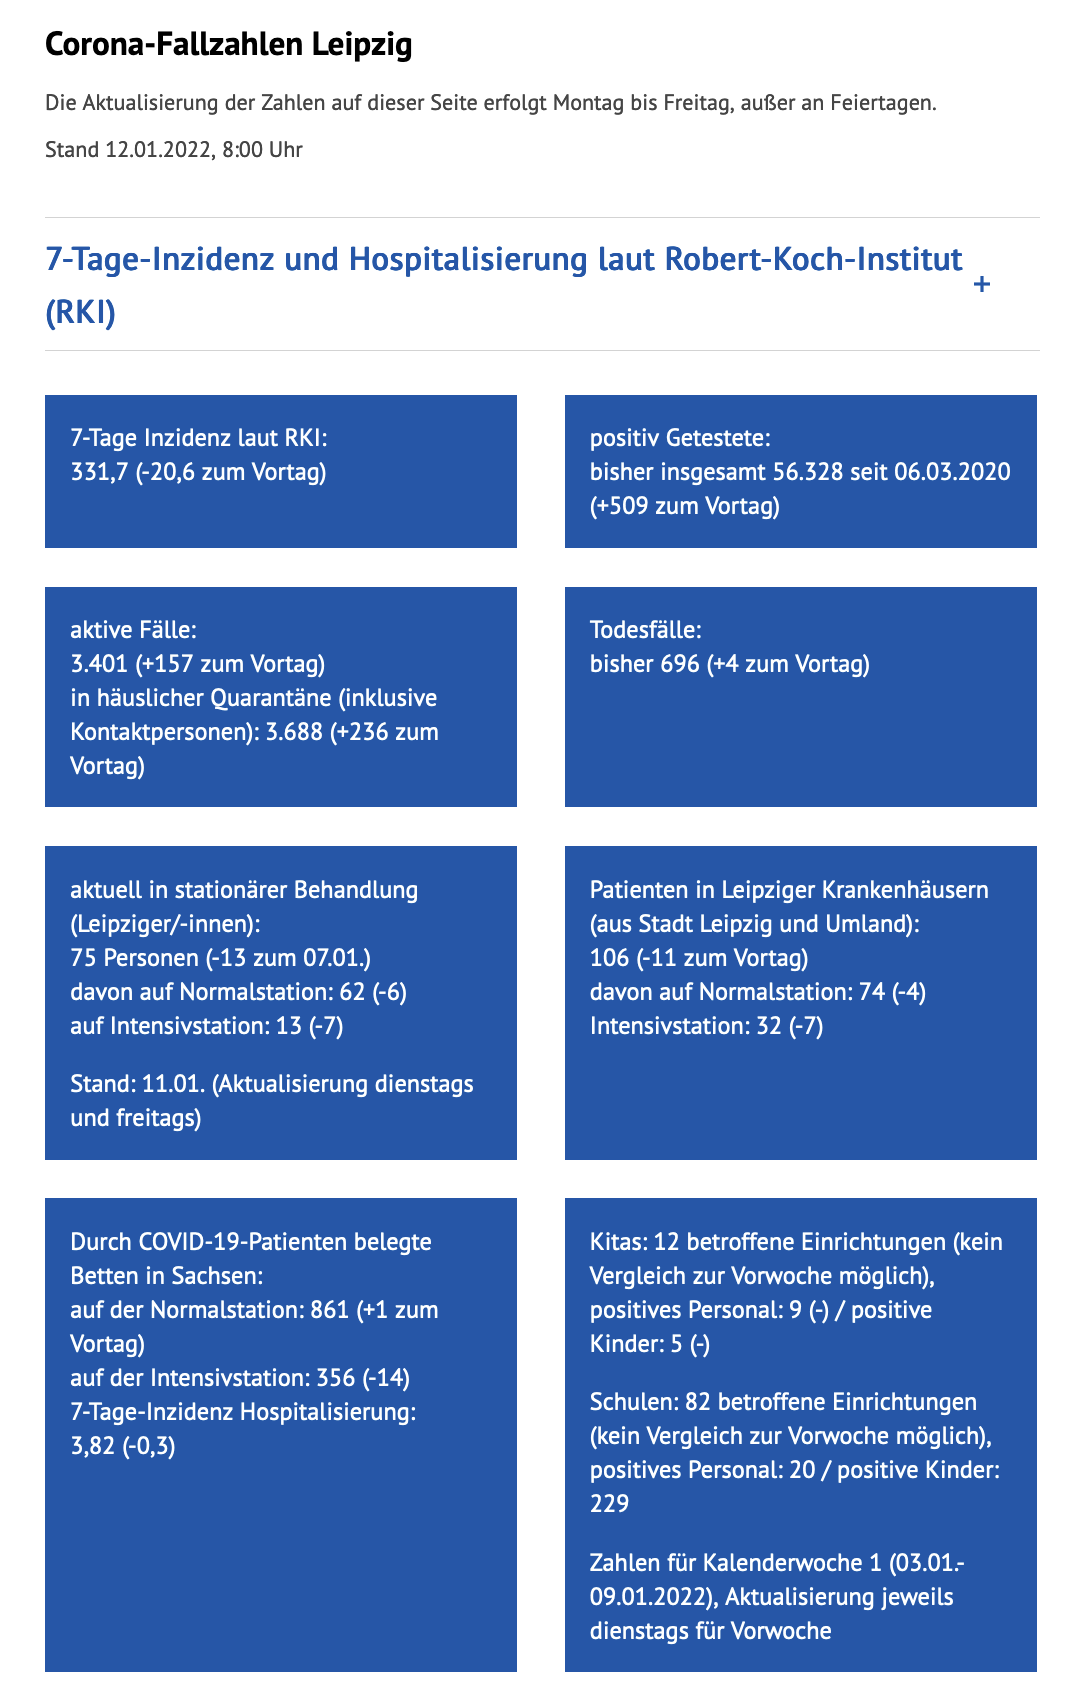 Corona-Fallzahlen Leipzig
Die Aktualisierung der Zahlen auf dieser Seite erfolgt Montag bis Freitag, außer an Feiertagen.
Stand 12.01.2022, 8:00 Uhr
7-Tage-Inzidenz und Hospitalisierung laut Robert-Koch-Institut
(RKI)
+
7-Tage Inzidenz laut RKI:
331,7 (-20,6 zum Vortag)
positiv Getestete:
bisher insgesamt 56.328 seit 06.03.2020
(+509 zum Vortag)
aktive Fälle:
3.401 (+157 zum Vortag)
in häuslicher Quarantäne (inklusive
Kontaktpersonen): 3.688 (+236 zum
Vortag)
Todesfälle:
bisher 696 (+4 zum Vortag)
aktuell in stationärer Behandlung
(Leipziger/-innen):
75 Personen (-13 zum 07.01.)
davon auf Normalstation: 62 (-6)
auf Intensivstation: 13 (-7)
Stand: 11.01. (Aktualisierung dienstags
und freitags)
Patienten in Leipziger Krankenhäusern
(aus Stadt Leipzig und Umland):
106 (-11 zum Vortag)
davon auf Normalstation: 74 (-4)
Intensivstation: 32 (-7)
Durch COVID-19-Patienten belegte
Betten in Sachsen:
auf der Normalstation: 861 (+1 zum
Vortag)
auf der Intensivstation: 356 (-14)
7-Tage-Inzidenz Hospitalisierung:
3,82 (-0,3)
Kitas: 12 betroffene Einrichtungen (kein
Vergleich zur Vorwoche möglich),
positives Personal: 9 (-) / positive
Kinder: 5 (-)
Schulen: 82 betroffene Einrichtungen
(kein Vergleich zur Vorwoche möglich),
positives Personal: 20 / positive Kinder:
229
Zahlen für Kalenderwoche 1 (03.01.-
09.01.2022), Aktualisierung jeweils
dienstags für Vorwoche